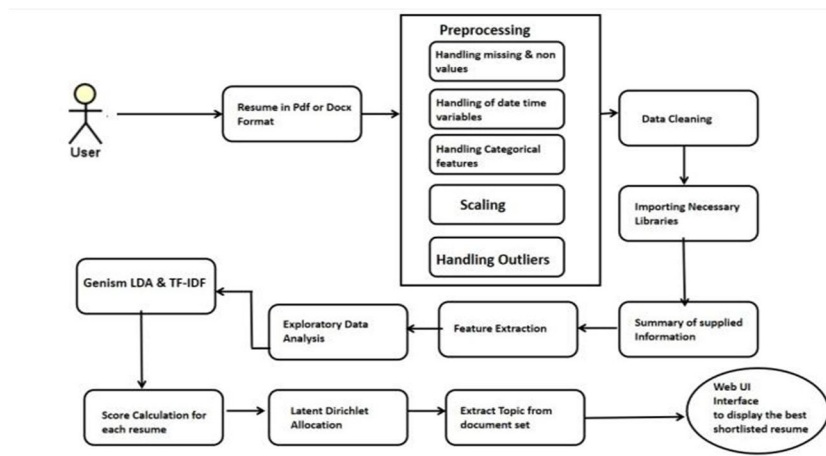 Preprocessing
Handling missing & non
values
Handling of date time
variables
Handling Categorical
features
Scaling
Handling Outliers
User
Resume in Pdf or Docx
Format
Data Cleaning
Importing Necessary
Libraries
Summary of supplied
Information
Feature Extraction
Exploratory Data
Analysis
Genism LDA & TF-IDF
Score Calculation for
each resume
Latent Dirichlet
Allocation
Extract Topic from
document set
Web UI
Interface
to display the best
shortlisted resume